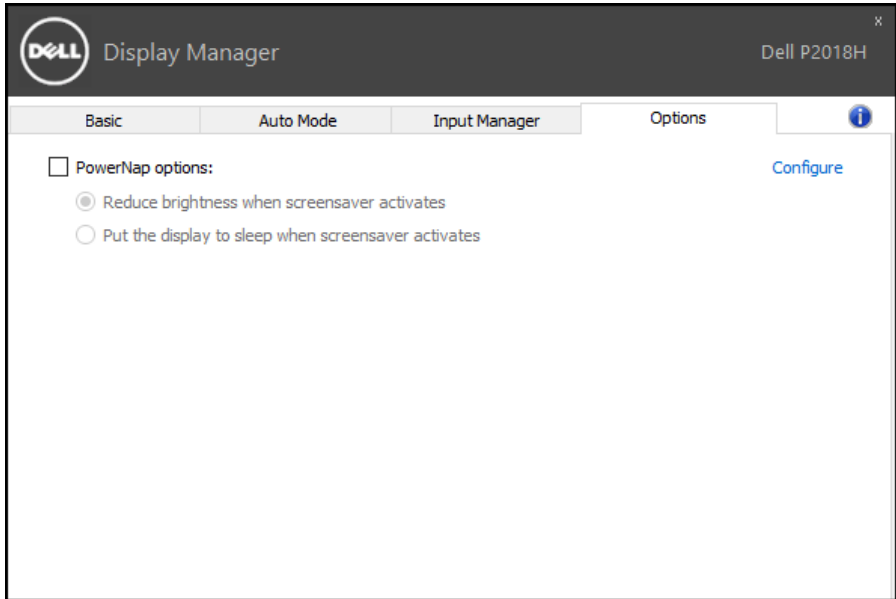 DELL Display Manager
Dell P2018H
x
Basic Auto Mode Input Manager Options
PowerNap options: Configure
Reduce brightness when screensaver activates
Put the display to sleep when screensaver activates